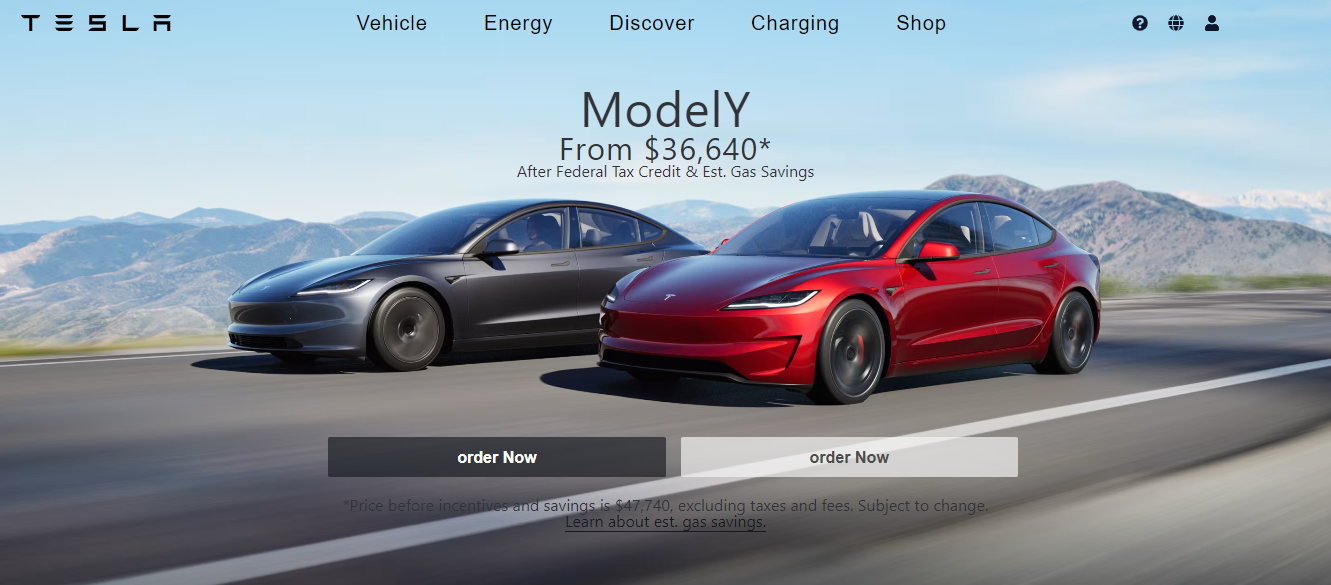 TESLA
Vehicle Energy Discover Charging Shop
ModelY
From $36,640*
After Federal Tax Credit & Est. Gas Savings
order Now order Now
*Price before incentives and savings is $47,740, excluding taxes and fees. Subject to change.
Learn about est. gas savings.